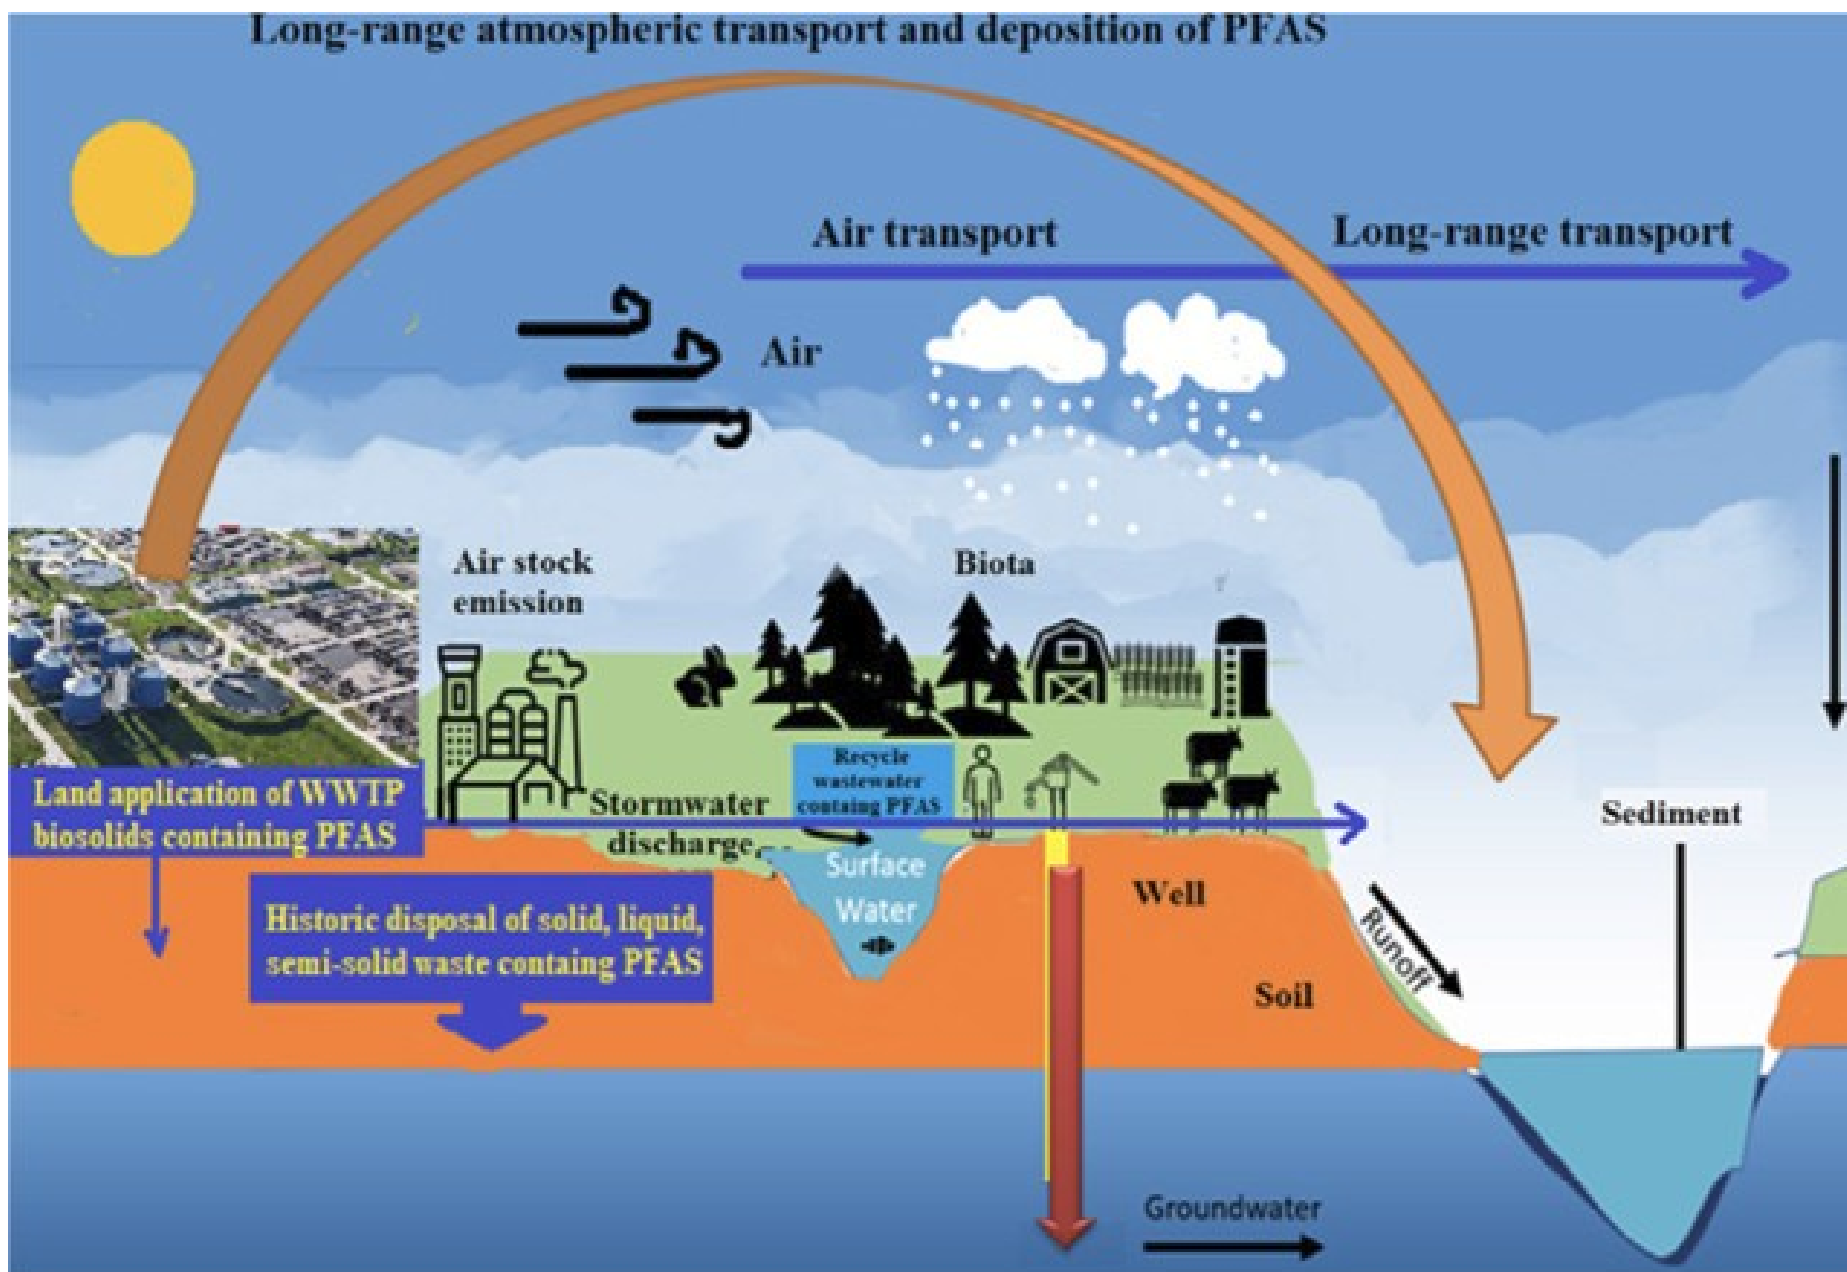 Long-range atmospheric transport and deposition of PFAS
Air transport
Long-range transport
Air
Air stock
emission
Biota
Recycle
wastewater
containg PFAS
Land application of WWTP
biosolids containing PFAS
Stormwater
discharge
Sediment
Surface
Water
Well
Historic disposal of solid, liquid,
semi-solid waste containg PFAS
Runoff
Soil
Groundwater